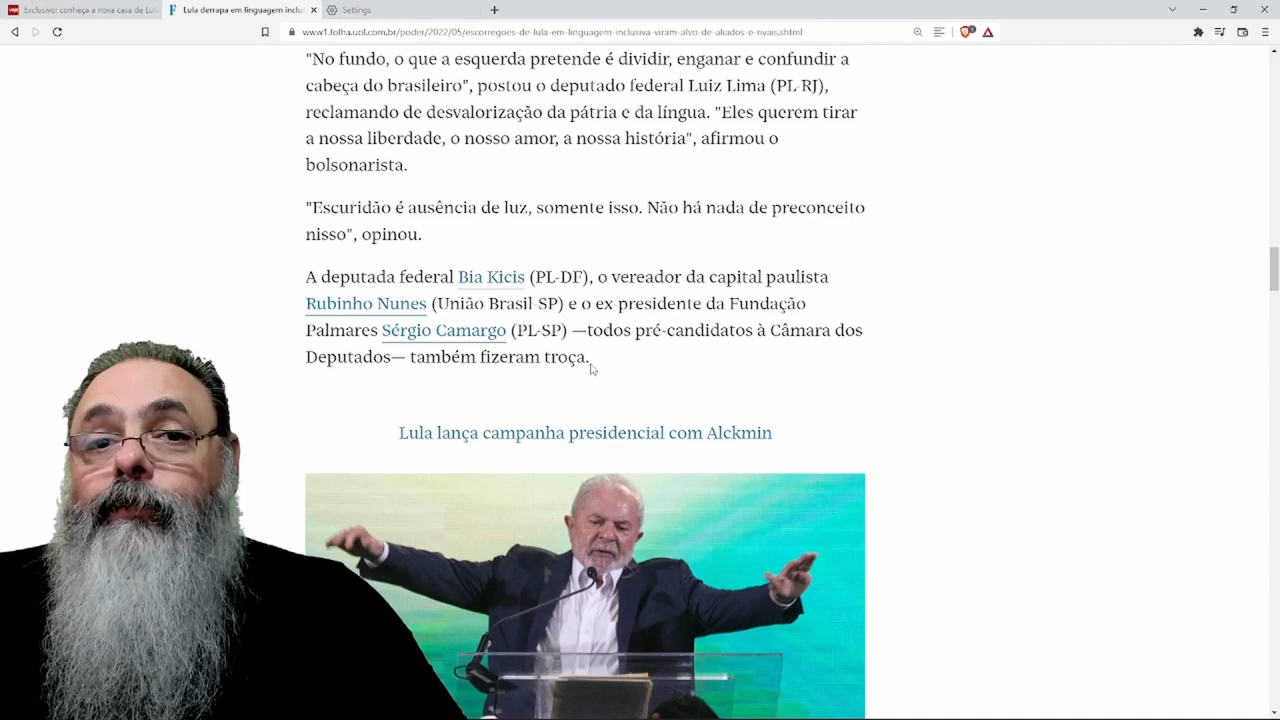 Exclusivo: conheça a nova casa de Lula
Lula derrapa em linguagem inclus
Settings
www1.folha.uol.com.br/poder/2022/05/escorregoes-de-lula-em-linguagem-inclusiva-viram-alvo-de-aliados-e-rivais.shtml
"No fundo, o que a esquerda pretende é dividir, enganar e confundir a
cabeça do brasileiro", postou o deputado federal Luiz Lima (PL-RJ),
reclamando de desvalorização da pátria e da língua. "Eles querem tirar
a nossa liberdade, o nosso amor, a nossa história", afirmou o
bolsonarista.
"Escuridão é ausência de luz, somente isso. Não há nada de preconceito
nisso", opinou.
A deputada federal Bia Kicis (PL-DF), o vereador da capital paulista
Rubinho Nunes (União Brasil-SP) e o ex-presidente da Fundação
Palmares Sérgio Camargo (PL-SP) —todos pré-candidatos à Câmara dos
Deputados— também fizeram troça.
Lula lança campanha presidencial com Alckmin